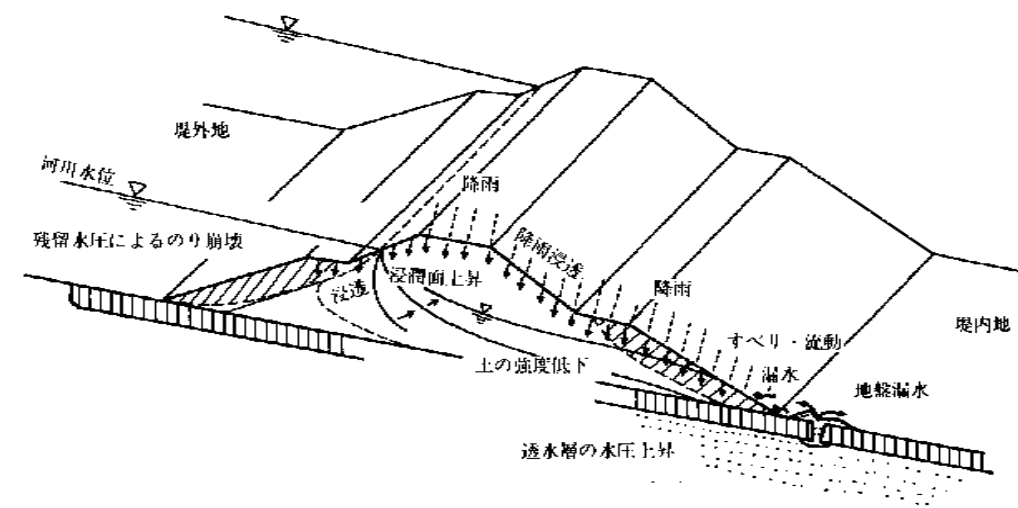 堤外地
河川水位
降雨
残留水圧によるのり崩壊
降雨浸透
浸透
浸潤面上昇
降雨
堤内地
すべり・流動
土の強度低下
漏水
地盤漏水
透水層の水圧上昇